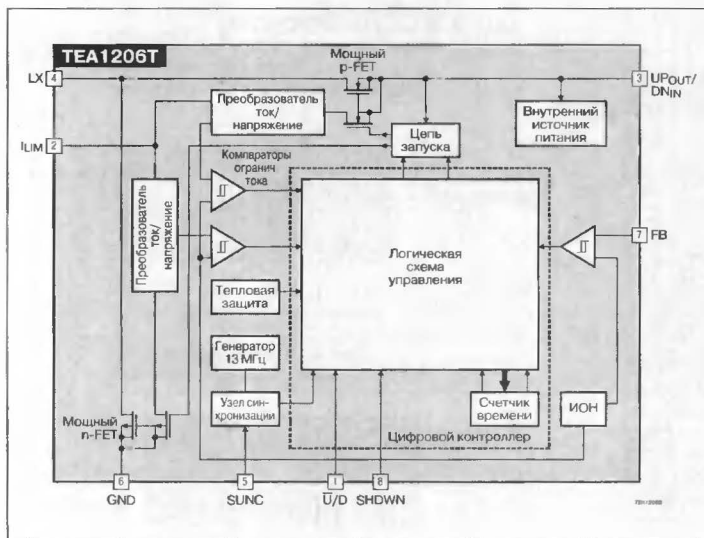 TEA1206T
Мощный
p-FET
LX
4
3
UPOUT/
DNIN
Преобразователь
ток/
напряжение
Внутренний
источник
питания
Цепь
запуска
2
ILIM
Компараторы
огранич
тока
Преобразователь
ток/
напряжение
7
FB
Логическая
схема
управления
Тепловая
защита
Генератор
13 МГц
Узел син-
хронизации
Счетчик
времени
ИОН
Мощный
n-FET
Цифровой контроллер
6
5
1
8
GND
SUNC
U̅/D
SHDWN